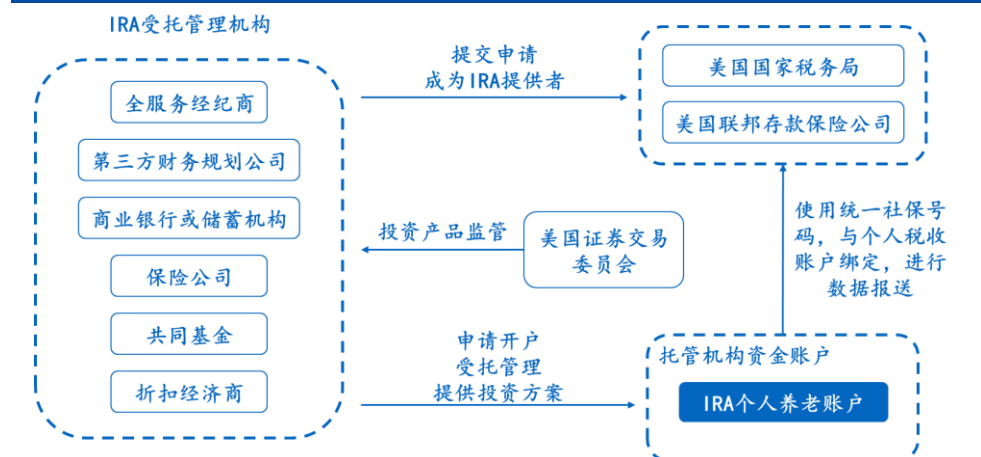 IRA受托管理机构
全服务经纪商
第三方财务规划公司
商业银行或储蓄机构
保险公司
共同基金
折扣经济商
提交申请
成为IRA提供者
美国国家税务局
美国联邦存款保险公司
投资产品监管
美国证券交易
委员会
使用统一社保号
码，与个人税收
账户绑定，进行
数据报送
申请开户
受托管理
提供投资方案
托管机构资金账户
IRA个人养老账户